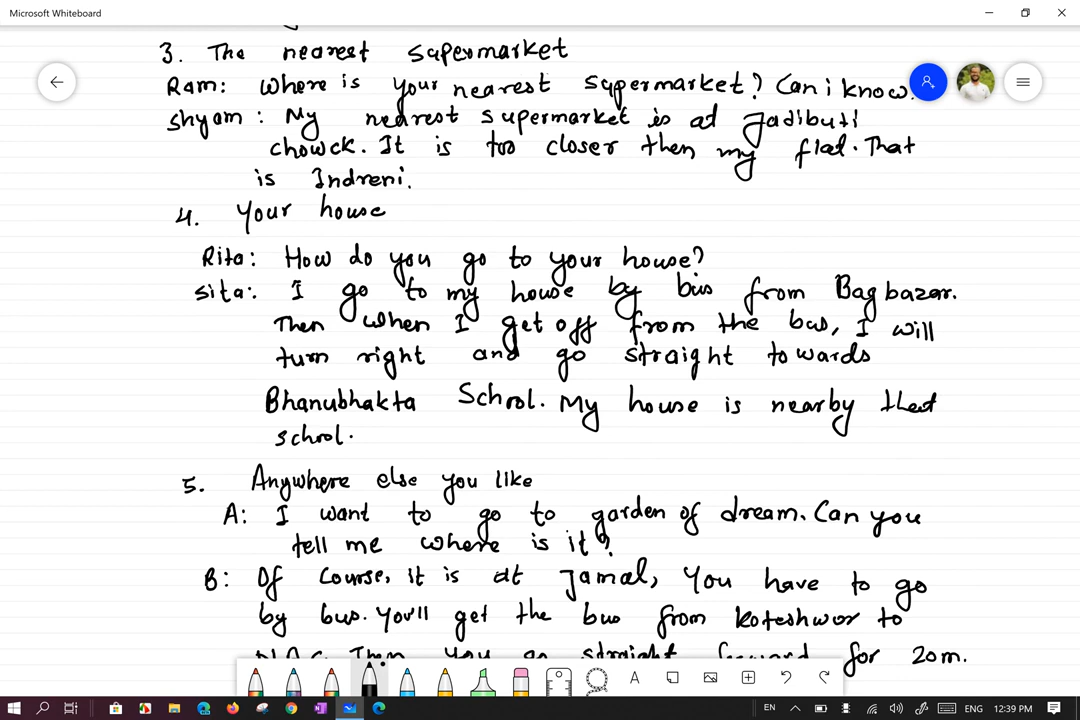 Microsoft Whiteboard
3. The nearest supermarket
Ram: Where is your nearest supermarket? Can i know.
Shyam: My nearest supermarket is at Jadibuti
chowck. It is too closer then my flat. That
is Indreni.
4. Your house
Rita: How do you go to your house?
Sita: I go to my house by bus from Bagbazar.
Then when I get off from the bus, I will
turn right and go straight towards
Bhanubhakta School. My house is nearby that
school.
5. Anywhere else you like
A: I want to go to garden of dream. Can you
tell me where is it?
B: Of course, it is at Jamal, You have to go
by bus. You'll get the bus from koteshwor to
Then you go straight forward for 20m.
A
EN
ENG 12:39 PM